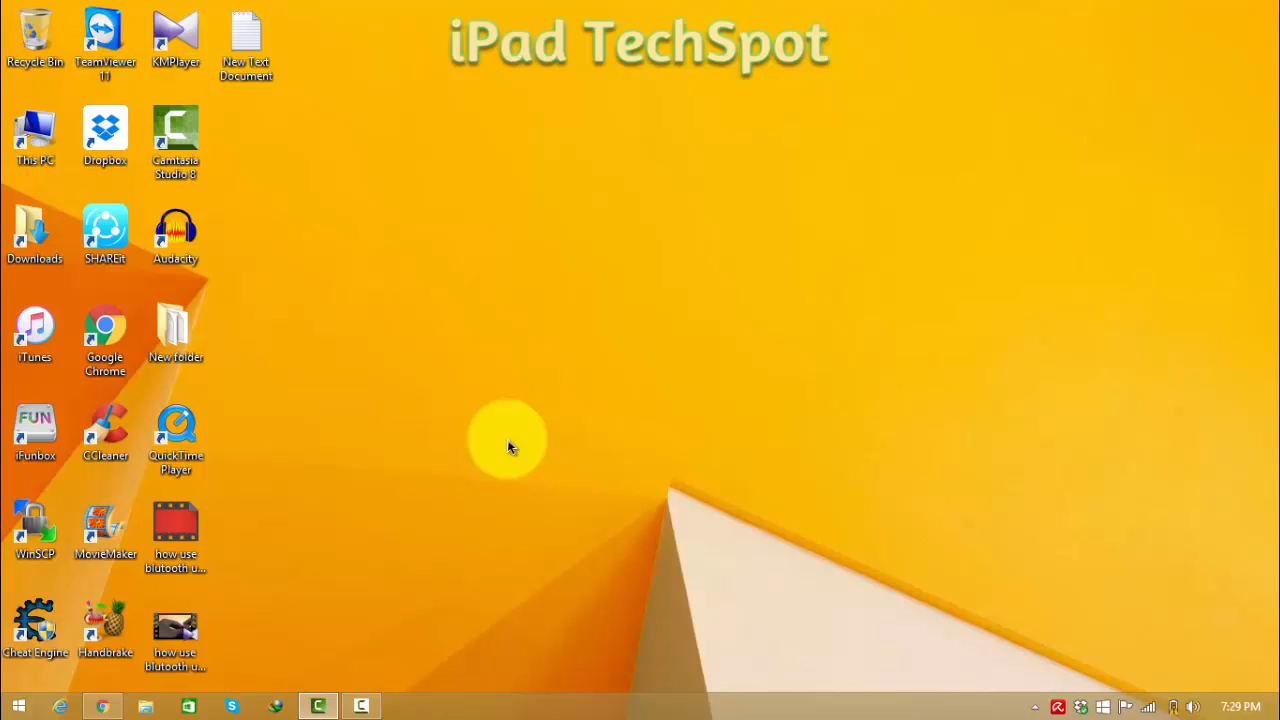 iPad TechSpot
Recycle Bin
TeamViewer
11
KMPlayer
New Text
Document
This PC
Dropbox
Camtasia
Studio 8
Downloads
SHAREit
Audacity
iTunes
Google
Chrome
New folder
FUN
iFunbox
CCleaner
QuickTime
Player
WinSCP
MovieMaker
how use
blutooth u...
Cheat Engine
Handbrake
how use
blutooth u...
7:29 PM